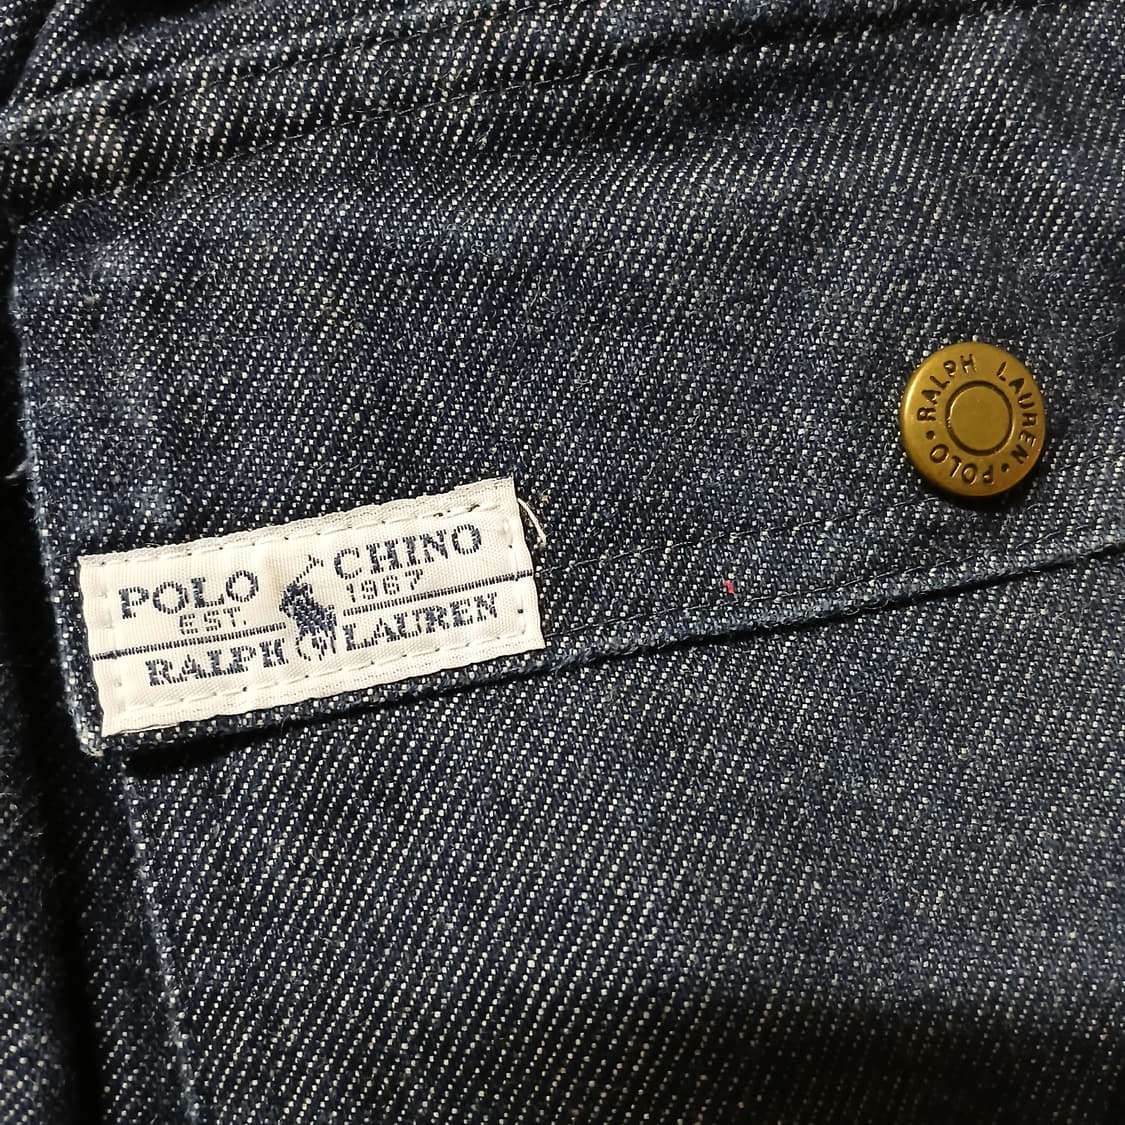 POLO CHINO
EST. 1967
RALPH LAUREN
RALPH LAUREN • POLO •